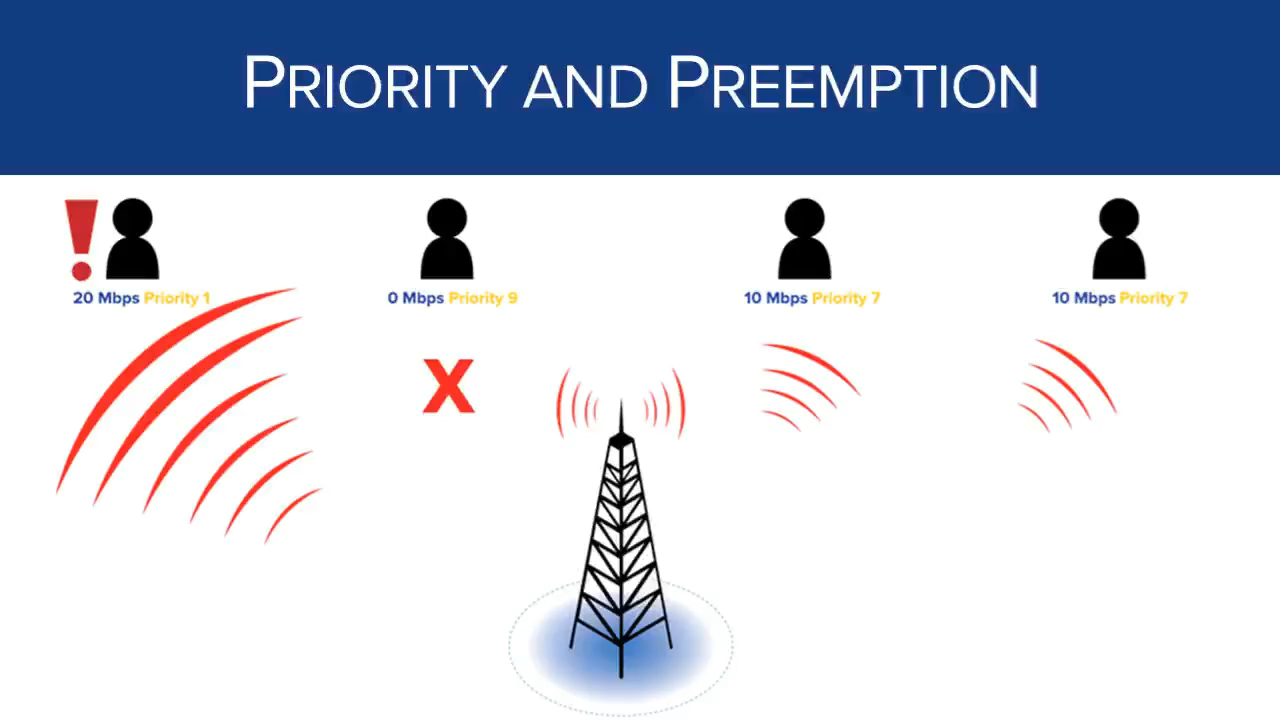 PRIORITY AND PREEMPTION
!
20 Mbps Priority 1
0 Mbps Priority 9
10 Mbps Priority 7
10 Mbps Priority 7
X